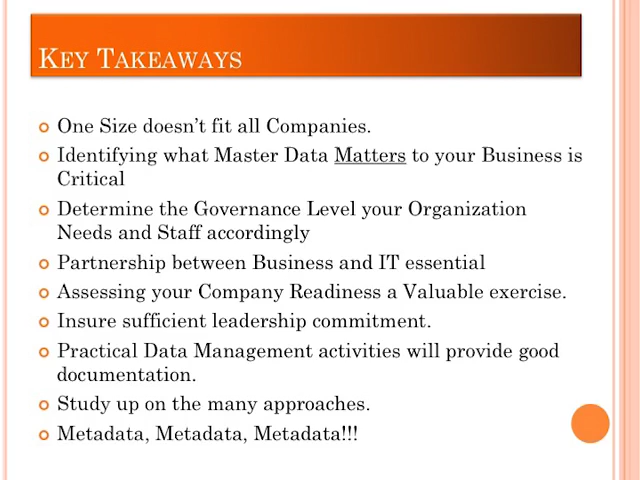 KEY TAKEAWAYS
One Size doesn't fit all Companies.
Identifying what Master Data Matters to your Business is
Critical
Determine the Governance Level your Organization
Needs and Staff accordingly
Partnership between Business and IT essential
Assessing your Company Readiness a Valuable exercise.
Insure sufficient leadership commitment.
Practical Data Management activities will provide good
documentation.
Study up on the many approaches.
Metadata, Metadata, Metadata!!!